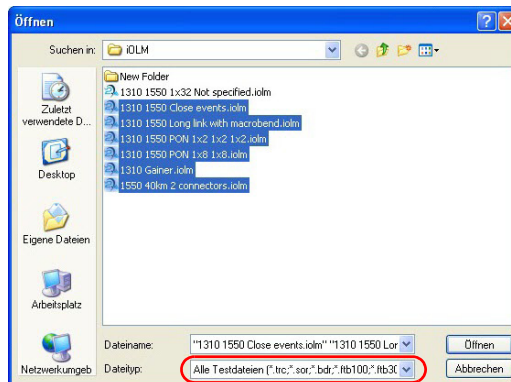 Öffnen
Suchen in:
iOLM
New Folder
1310 1550 1x32 Not specified.iolm
1310 1550 Close events.iolm
1310 1550 Long link with macrobend.iolm
1310 1550 PON 1x2 1x2 1x2.iolm
1310 1550 PON 1x8 1x8.iolm
1310 Gainer.iolm
1550 40km 2 connectors.iolm
Zuletzt
verwendete D...
Desktop
Eigene Dateien
Arbeitsplatz
Netzwerkumgeb
Dateiname:
"1310 1550 Close events.iolm" "1310 1550 Lor
Öffnen
Dateityp:
Alle Testdateien (*.trc;*.sor;*.bdr;*.ftb100;*.ftb30
Abbrechen